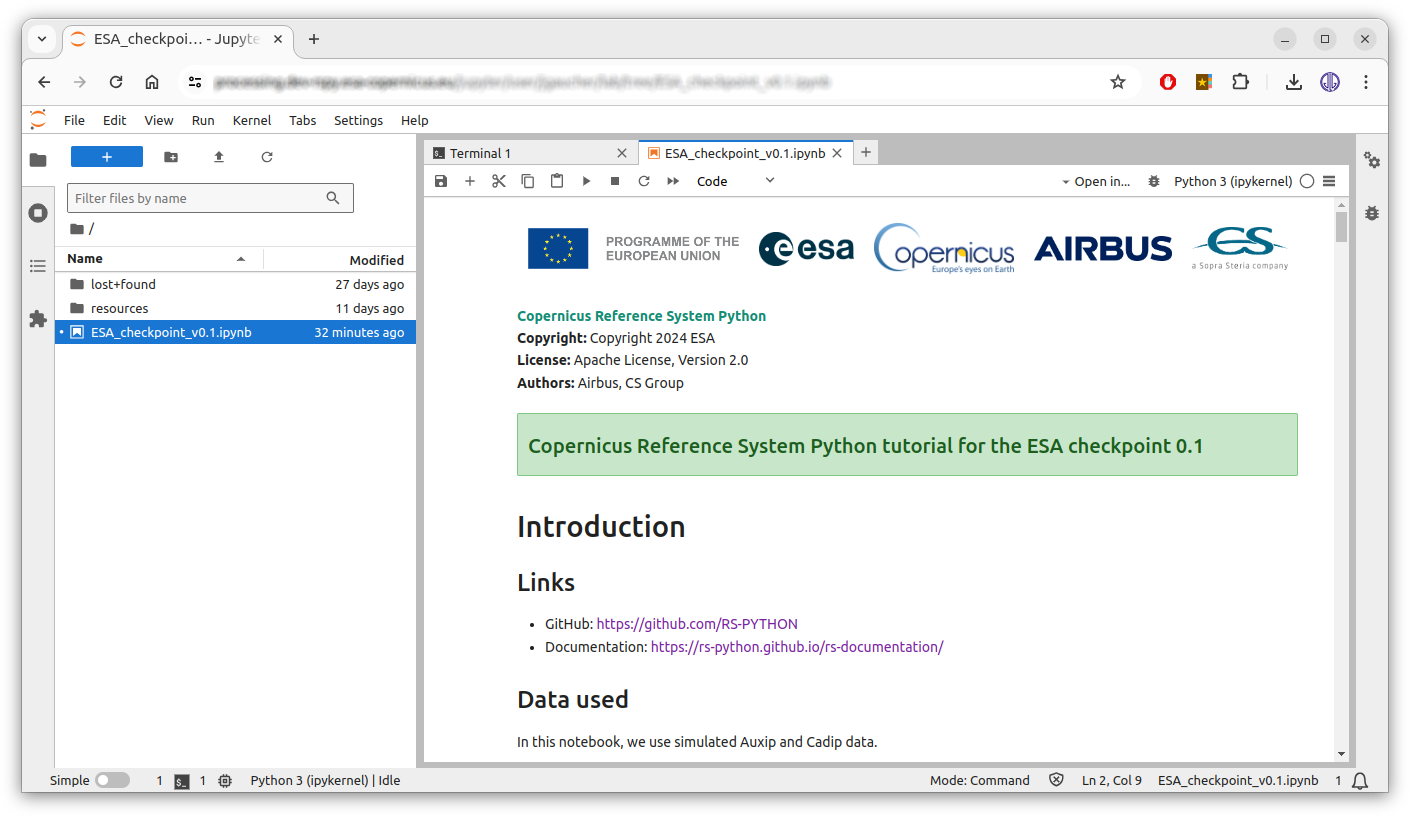 ESA_checkpoi… - Jupyte
File Edit View Run Kernel Tabs Settings Help
Terminal 1
ESA_checkpoint_v0.1.ipynb
Code
Open in...
Python 3 (ipykernel)
Filter files by name
/
Name
Modified
lost+found 27 days ago
resources 11 days ago
ESA_checkpoint_v0.1.ipynb 32 minutes ago
PROGRAMME OF THE
EUROPEAN UNION
esa
opernicus
Europe's eyes on Earth
AIRBUS
CS
a Sopra Steria company
Copernicus Reference System Python
Copyright: Copyright 2024 ESA
License: Apache License, Version 2.0
Authors: Airbus, CS Group
Copernicus Reference System Python tutorial for the ESA checkpoint 0.1
Introduction
Links
• GitHub: https://github.com/RS-PYTHON
• Documentation: https://rs-python.github.io/rs-documentation/
Data used
In this notebook, we use simulated Auxip and Cadip data.
Simple 1 $_ 1 Python 3 (ipykernel) | Idle Mode: Command Ln 2, Col 9 ESA_checkpoint_v0.1.ipynb 1